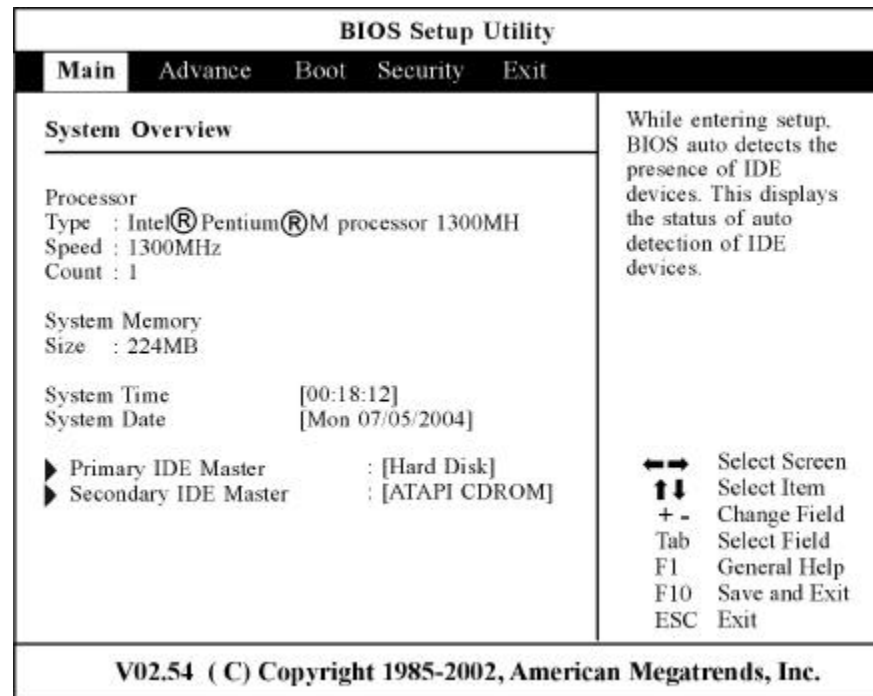 BIOS Setup Utility
Main Advance Boot Security Exit
System Overview
Processor
Type : Intel®Pentium®M processor 1300MH
Speed : 1300MHz
Count : 1
System Memory
Size : 224MB
System Time [00:18:12]
System Date [Mon 07/05/2004]
Primary IDE Master : [Hard Disk]
Secondary IDE Master : [ATAPI CDROM]
While entering setup,
BIOS auto detects the
presence of IDE
devices. This displays
the status of auto
detection of IDE
devices.
←→ Select Screen
↑↓ Select Item
+ - Change Field
Tab Select Field
F1 General Help
F10 Save and Exit
ESC Exit
V02.54 ( C) Copyright 1985-2002, American Megatrends, Inc.